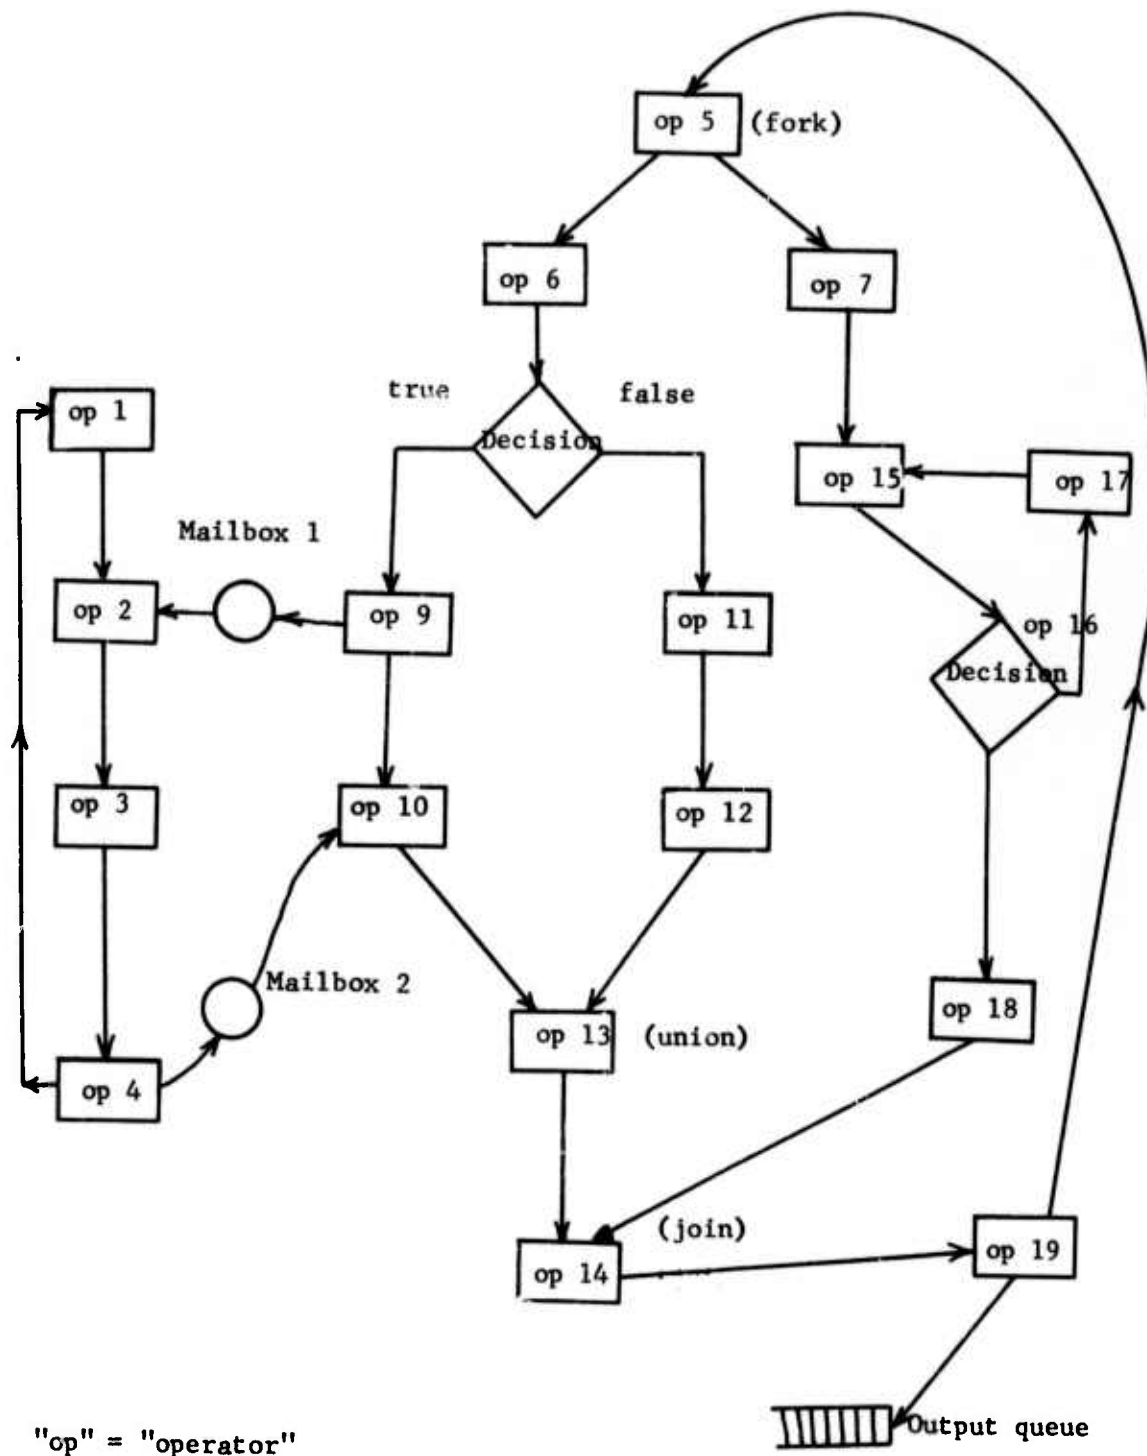 op 5 (fork)
op 6
op 7
true
false
Decision
op 1
op 15
op 17
Mailbox 1
op 2
op 9
op 11
op 16
Decision
op 3
op 10
op 12
Mailbox 2
op 18
op 13 (union)
op 4
(join)
op 14
op 19
Output queue
"op" = "operator"